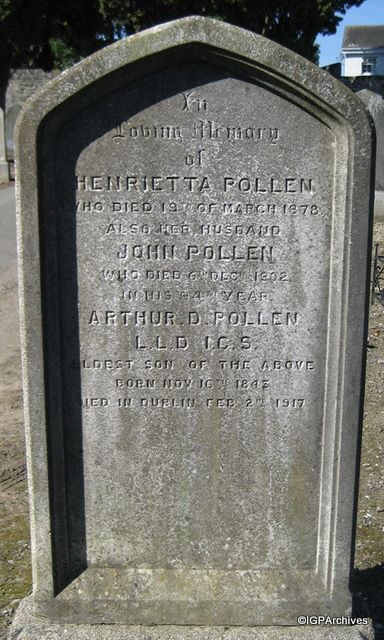 In
Loving Memory
of
HENRIETTA POLLEN
WHO DIED 19TH OF MARCH 1878.
ALSO HER HUSBAND
JOHN POLLEN
WHO DIED 6TH DECR 1902
IN HIS 84TH YEAR.
ARTHUR. D. POLLEN
L.L.D I.C.S.
ELDEST SON OF THE ABOVE
BORN NOV 16TH 1843
DIED IN DUBLIN FEB 2ND 1917
©IGPArchives